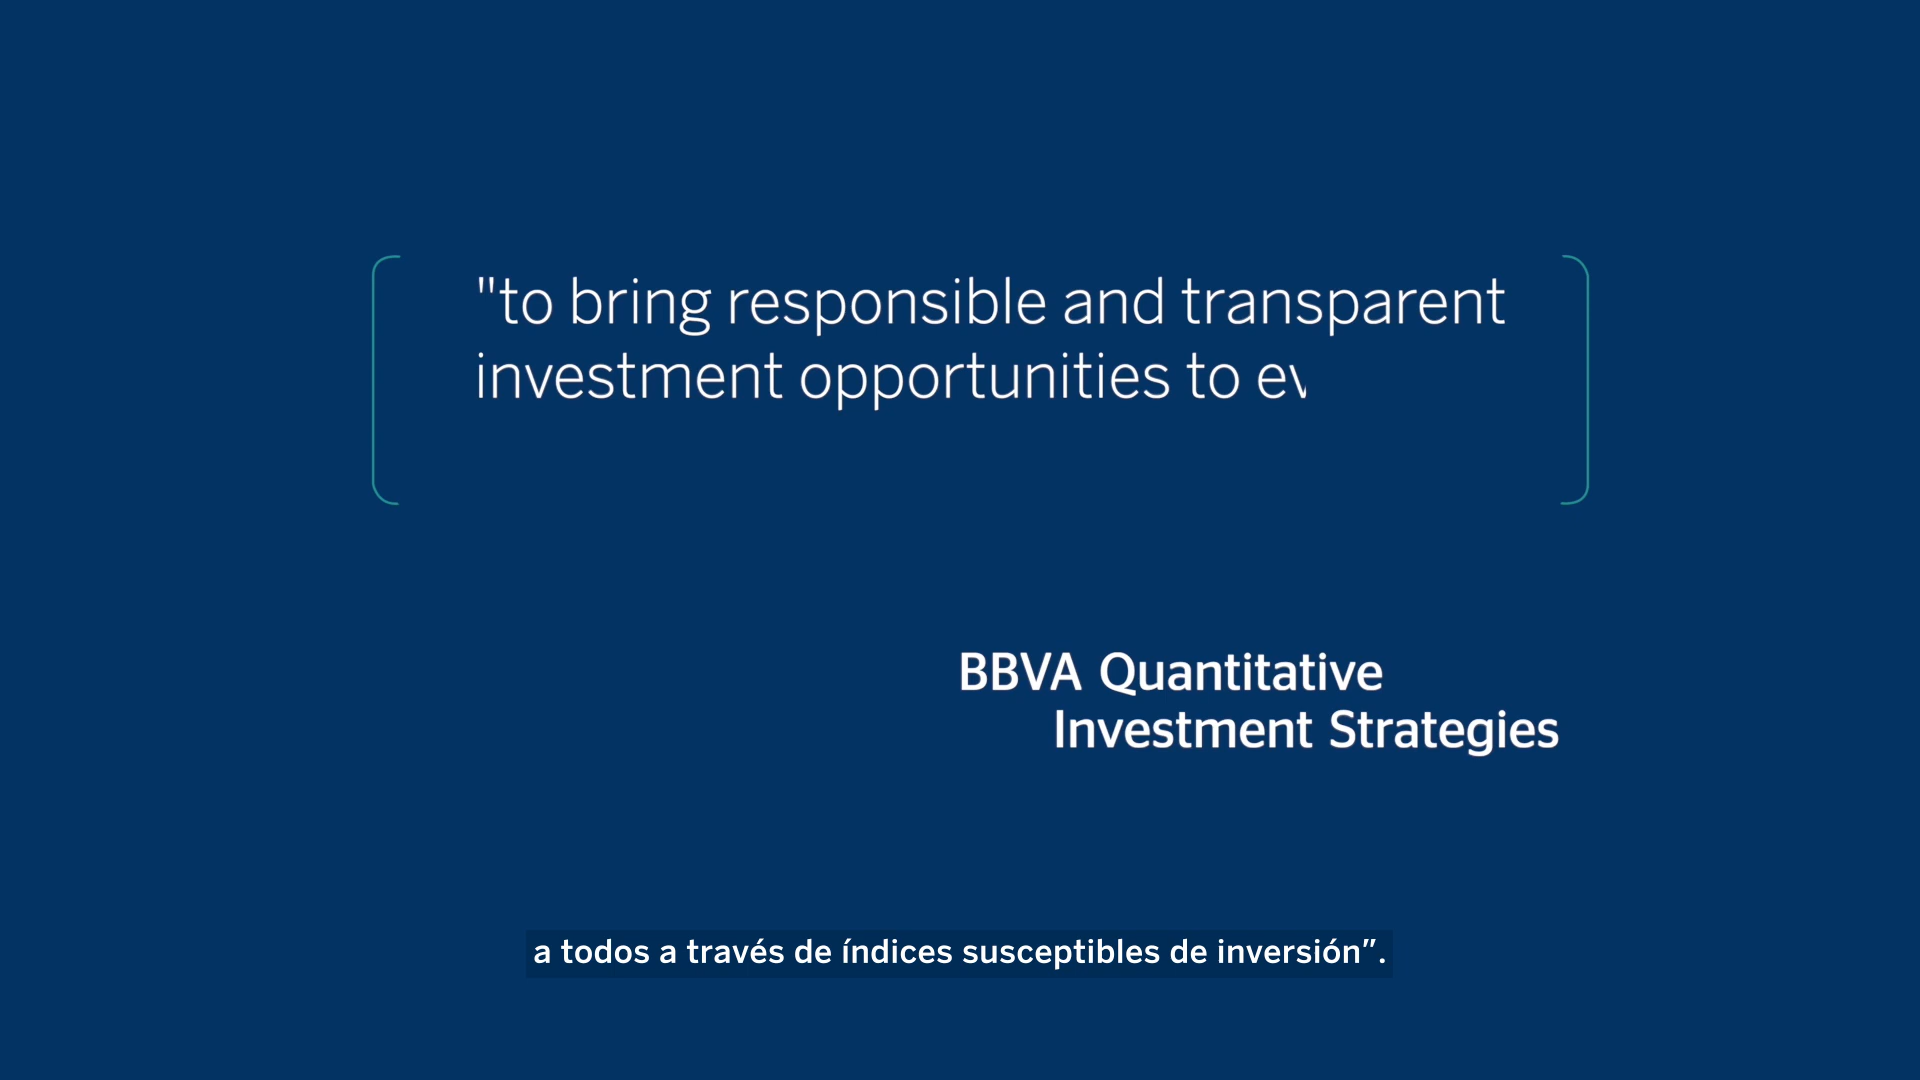 "to bring responsible and transparent
investment opportunities to ev
BBVA Quantitative
Investment Strategies
a todos a través de índices susceptibles de inversión”.